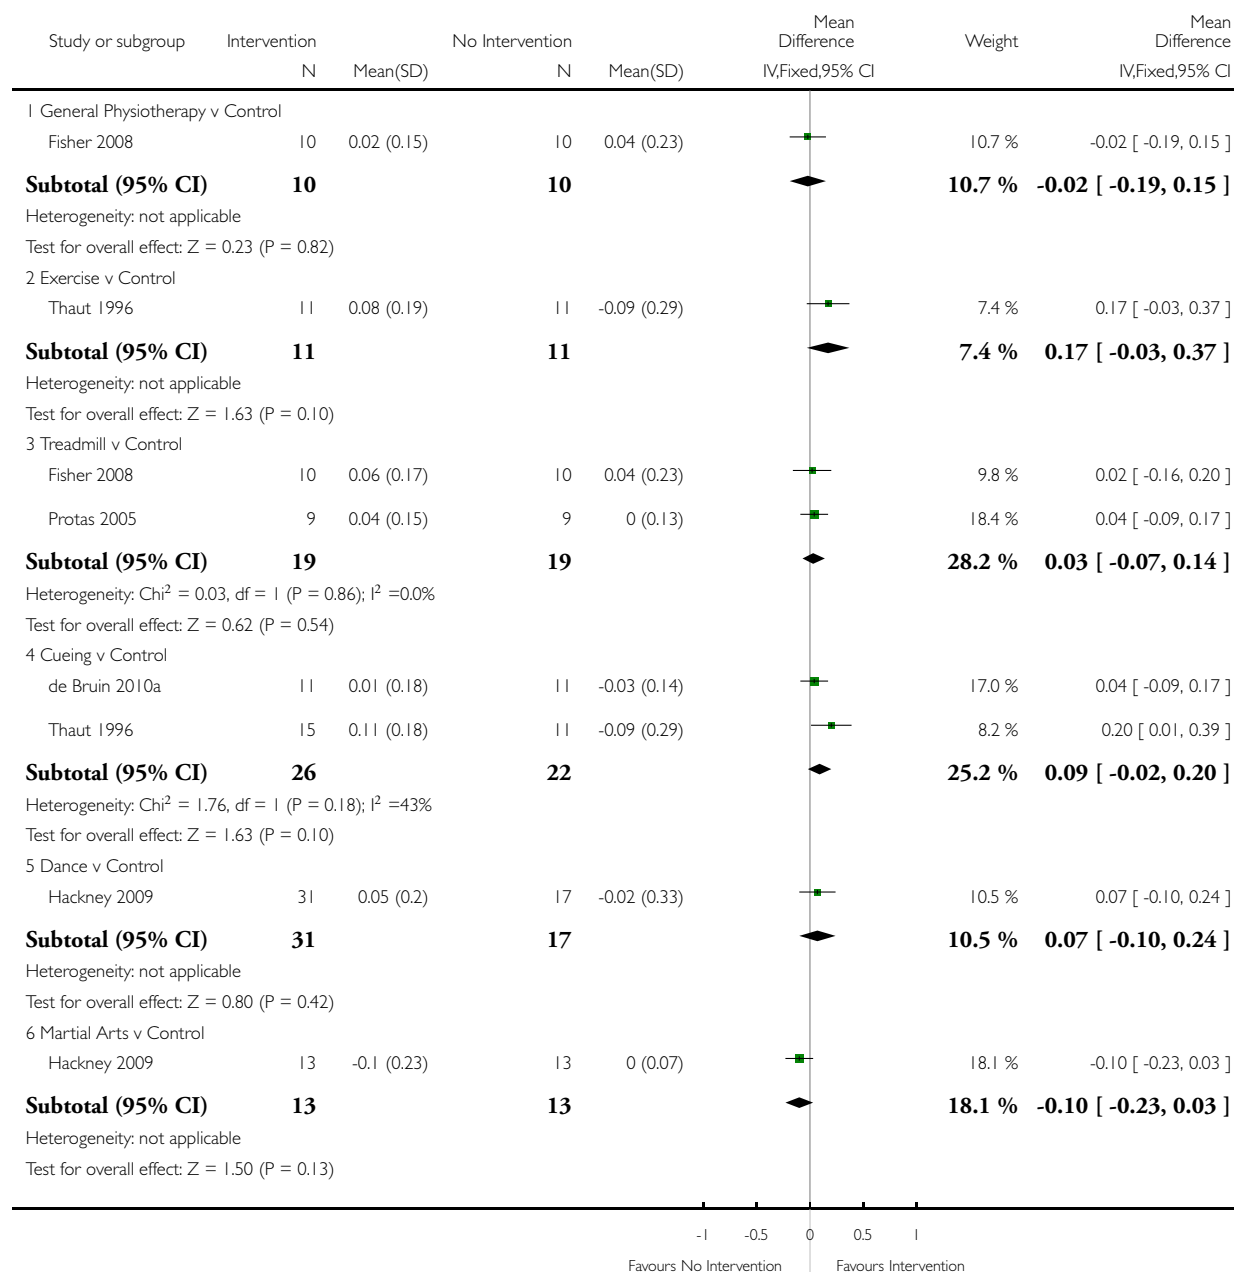 Mean Mean
Study or subgroup Intervention No Intervention Difference Weight Difference
N Mean(SD) N Mean(SD) IV,Fixed,95% CI IV,Fixed,95% CI
1 General Physiotherapy v Control
Fisher 2008 10 0.02 (0.15) 10 0.04 (0.23) 10.7 % -0.02 [ -0.19, 0.15 ]
Subtotal (95% CI) 10 10 10.7 % -0.02 [ -0.19, 0.15 ]
Heterogeneity: not applicable
Test for overall effect: Z = 0.23 (P = 0.82)
2 Exercise v Control
Thaut 1996 11 0.08 (0.19) 11 -0.09 (0.29) 7.4 % 0.17 [ -0.03, 0.37 ]
Subtotal (95% CI) 11 11 7.4 % 0.17 [ -0.03, 0.37 ]
Heterogeneity: not applicable
Test for overall effect: Z = 1.63 (P = 0.10)
3 Treadmill v Control
Fisher 2008 10 0.06 (0.17) 10 0.04 (0.23) 9.8 % 0.02 [ -0.16, 0.20 ]
Protas 2005 9 0.04 (0.15) 9 0 (0.13) 18.4 % 0.04 [ -0.09, 0.17 ]
Subtotal (95% CI) 19 19 28.2 % 0.03 [ -0.07, 0.14 ]
Heterogeneity: Chi² = 0.03, df = 1 (P = 0.86); I² =0.0%
Test for overall effect: Z = 0.62 (P = 0.54)
4 Cueing v Control
de Bruin 2010a 11 0.01 (0.18) 11 -0.03 (0.14) 17.0 % 0.04 [ -0.09, 0.17 ]
Thaut 1996 15 0.11 (0.18) 11 -0.09 (0.29) 8.2 % 0.20 [ 0.01, 0.39 ]
Subtotal (95% CI) 26 22 25.2 % 0.09 [ -0.02, 0.20 ]
Heterogeneity: Chi² = 1.76, df = 1 (P = 0.18); I² =43%
Test for overall effect: Z = 1.63 (P = 0.10)
5 Dance v Control
Hackney 2009 31 0.05 (0.2) 17 -0.02 (0.33) 10.5 % 0.07 [ -0.10, 0.24 ]
Subtotal (95% CI) 31 17 10.5 % 0.07 [ -0.10, 0.24 ]
Heterogeneity: not applicable
Test for overall effect: Z = 0.80 (P = 0.42)
6 Martial Arts v Control
Hackney 2009 13 -0.1 (0.23) 13 0 (0.07) 18.1 % -0.10 [ -0.23, 0.03 ]
Subtotal (95% CI) 13 13 18.1 % -0.10 [ -0.23, 0.03 ]
Heterogeneity: not applicable
Test for overall effect: Z = 1.50 (P = 0.13)
-1 -0.5 0 0.5 1
Favours No Intervention Favours Intervention